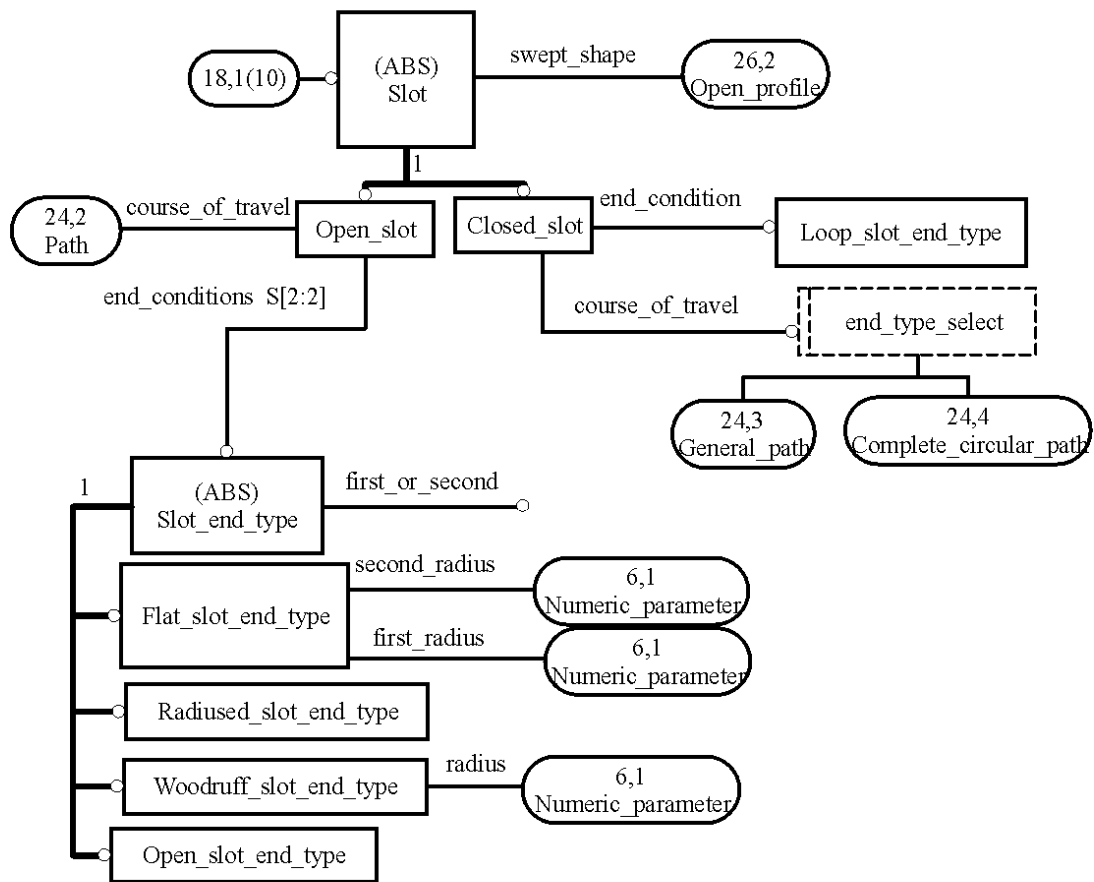 18,1(10)
(ABS)
Slot
swept_shape
26,2
Open_profile
1
24,2
Path
course_of_travel
Open_slot
Closed_slot
end_condition
Loop_slot_end_type
end_conditions S[2:2]
course_of_travel
end_type_select
24,3
General_path
24,4
Complete_circular_path
1
(ABS)
Slot_end_type
first_or_second
Flat_slot_end_type
second_radius
6,1
Numeric_parameter
first_radius
6,1
Numeric_parameter
Radiused_slot_end_type
Woodruff_slot_end_type
radius
6,1
Numeric_parameter
Open_slot_end_type